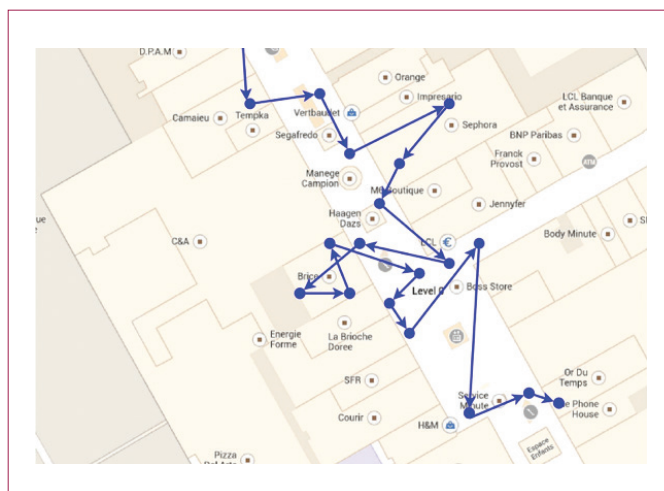 D.P.A.M
Orange
Impresario
Camaieu
Tempka
Vertbaudet
Segafredo
Sephora
LCL Banque
et Assurance
BNP Paribas
Franck
Provost
ATM
Manege
Campion
Jennyfer
Haagen
Dazs
C&A
LCL
Body Minute
Brice
Level 0
Boss Store
Energie
Forme
La Brioche
Doree
SFR
Courir
Or Du
Temps
Service
Minute
Phone
House
H&M
Espace
Enfants
Pizza